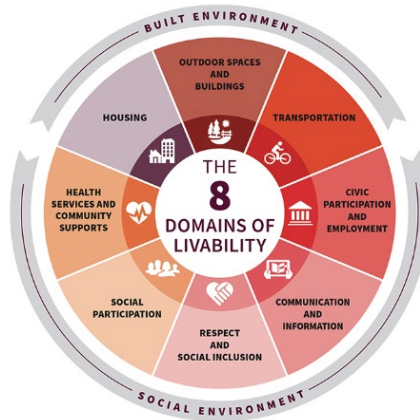 BUILT ENVIRONMENT
OUTDOOR SPACES
AND
BUILDINGS
HOUSING
TRANSPORTATION
THE
8
DOMAINS OF
LIVABILITY
HEALTH
SERVICES AND
COMMUNITY
SUPPORTS
CIVIC
PARTICIPATION
AND
EMPLOYMENT
SOCIAL
PARTICIPATION
COMMUNICATION
AND
INFORMATION
RESPECT
AND
SOCIAL INCLUSION
SOCIAL ENVIRONMENT